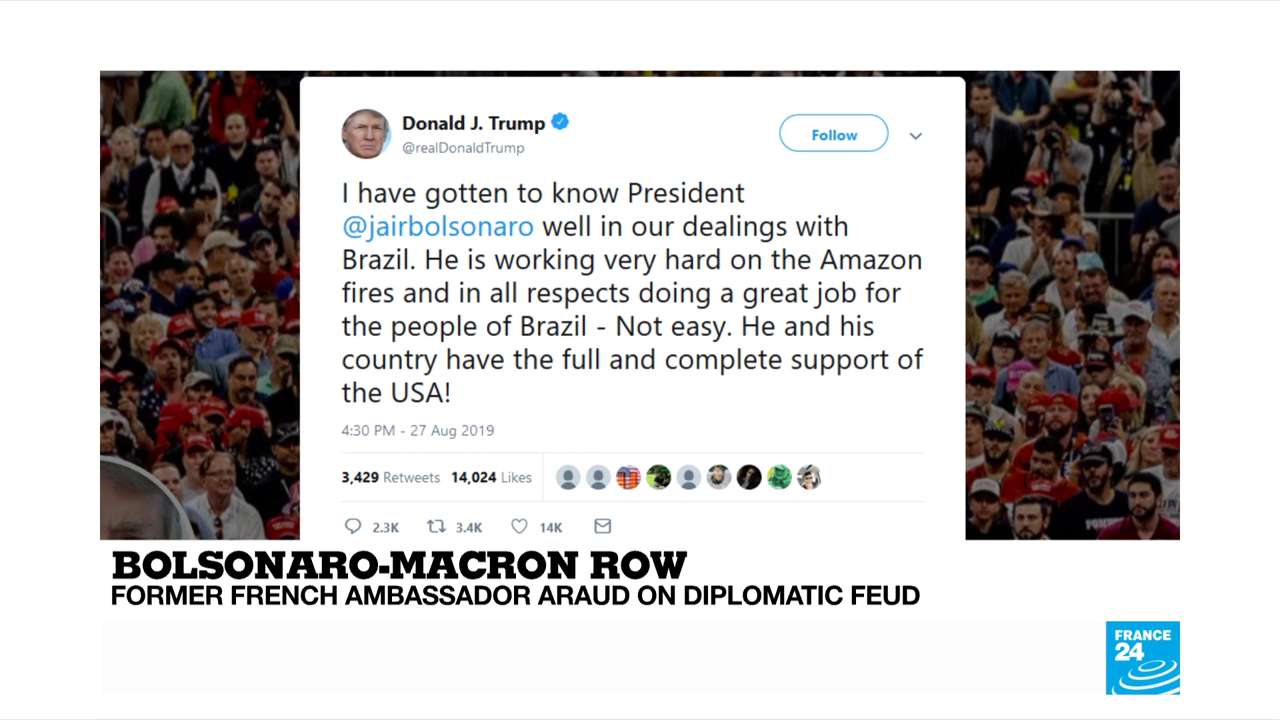 Donald J. Trump
@realDonaldTrump
Follow
I have gotten to know President
@jairbolsonaro well in our dealings with
Brazil. He is working very hard on the Amazon
fires and in all respects doing a great job for
the people of Brazil - Not easy. He and his
country have the full and complete support of
the USA!
4:30 PM - 27 Aug 2019
3,429 Retweets 14,024 Likes
2.3K 3.4K 14K
BOLSONARO-MACRON ROW
FORMER FRENCH AMBASSADOR ARAUD ON DIPLOMATIC FEUD
FRANCE
24